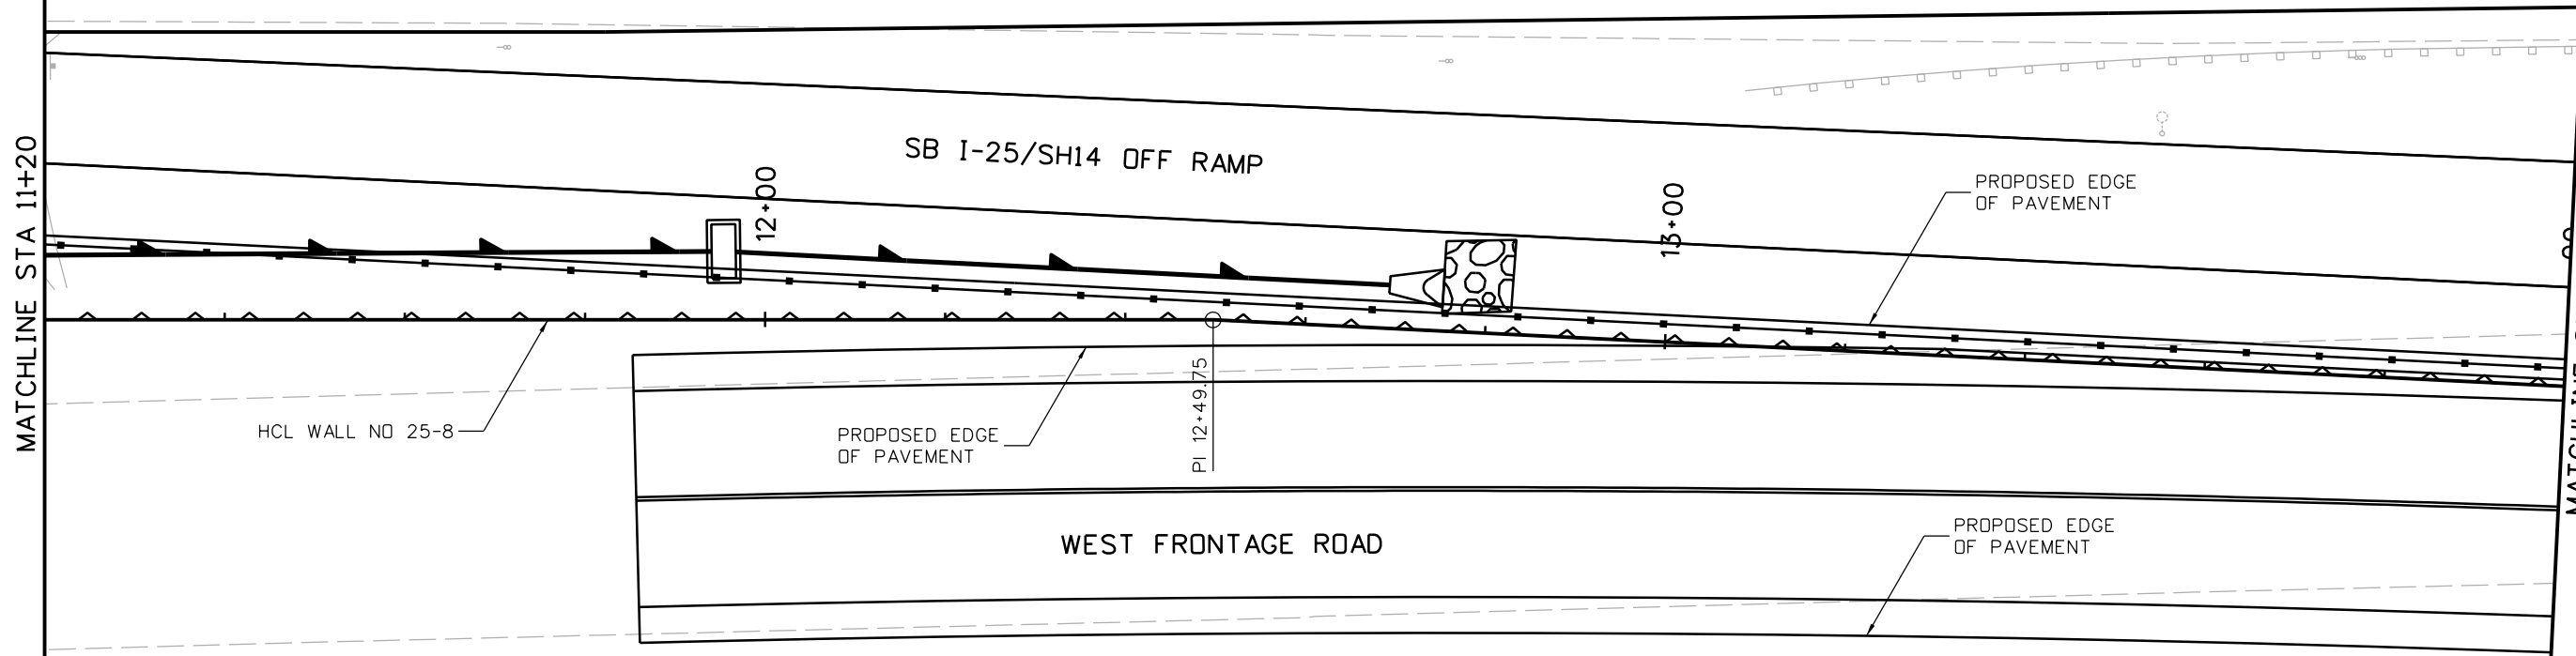 MATCHLINE STA 11+20
SB I-25/SH14 OFF RAMP
12+00
13+00
PROPOSED EDGE
OF PAVEMENT
HCL WALL NO 25-8
PROPOSED EDGE
OF PAVEMENT
PI 12+49.75
WEST FRONTAGE ROAD
PROPOSED EDGE
OF PAVEMENT